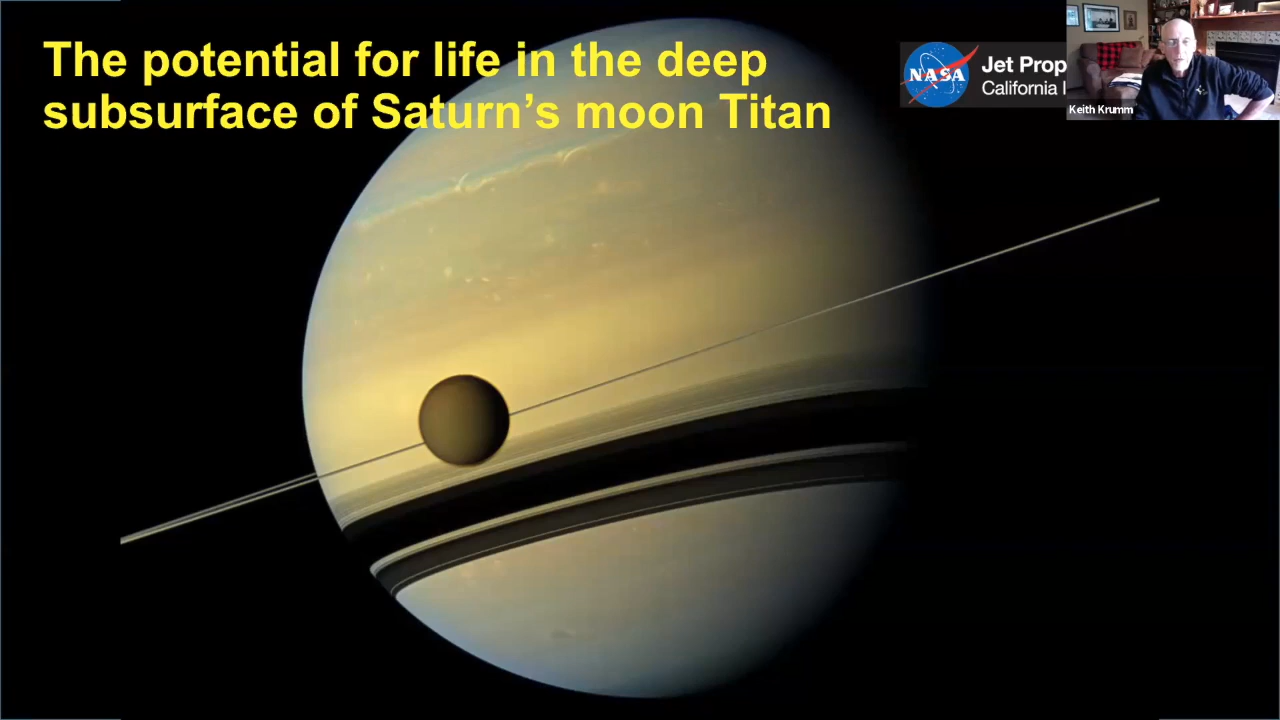 The potential for life in the deep
subsurface of Saturn's moon Titan
NASA
Jet Prop
California
Keith Krumm